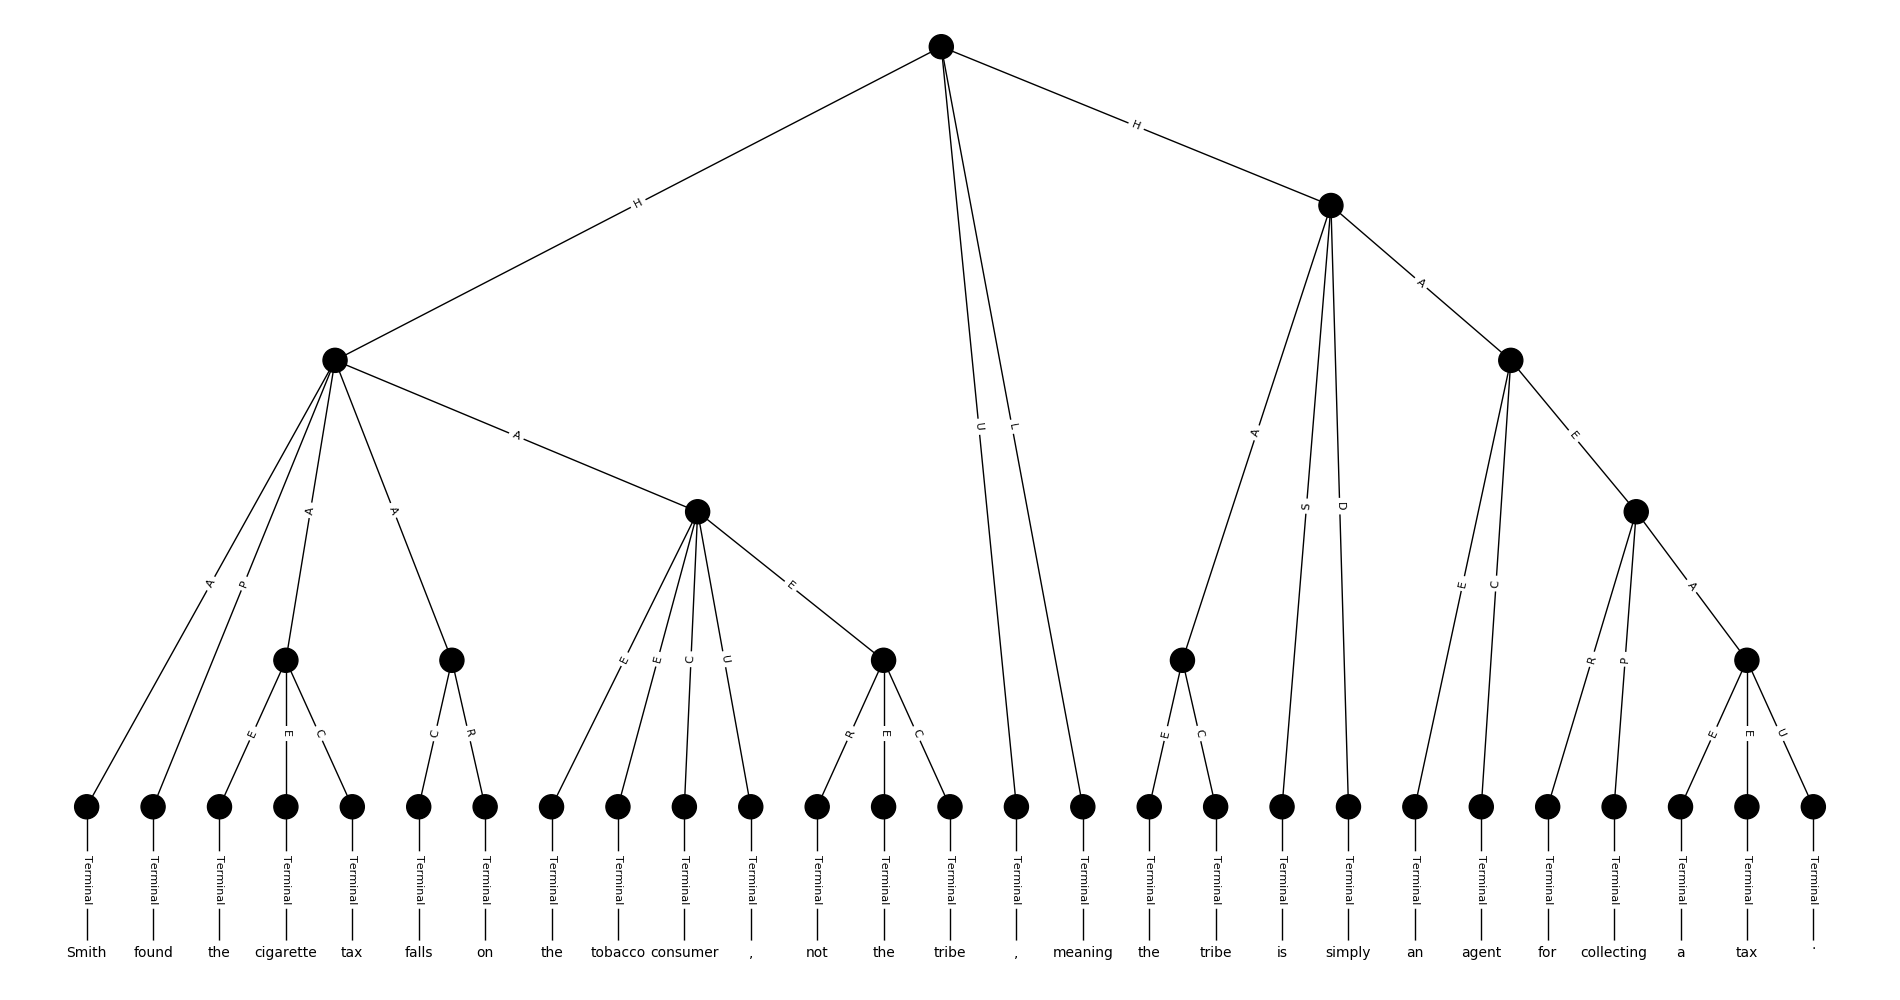 H
H
A
A
E
A
U
L
A
A
A
S
D
A
P
E
C
E
A
E
E
C
U
R
P
E
E
C
C
R
R
E
C
E
C
E
E
U
Terminal Terminal Terminal Terminal Terminal Terminal Terminal Terminal Terminal Terminal Terminal Terminal Terminal Terminal Terminal Terminal Terminal Terminal Terminal Terminal Terminal Terminal Terminal Terminal Terminal Terminal Terminal
Smith found the cigarette tax falls on the tobacco consumer , not the tribe , meaning the tribe is simply an agent for collecting a tax .